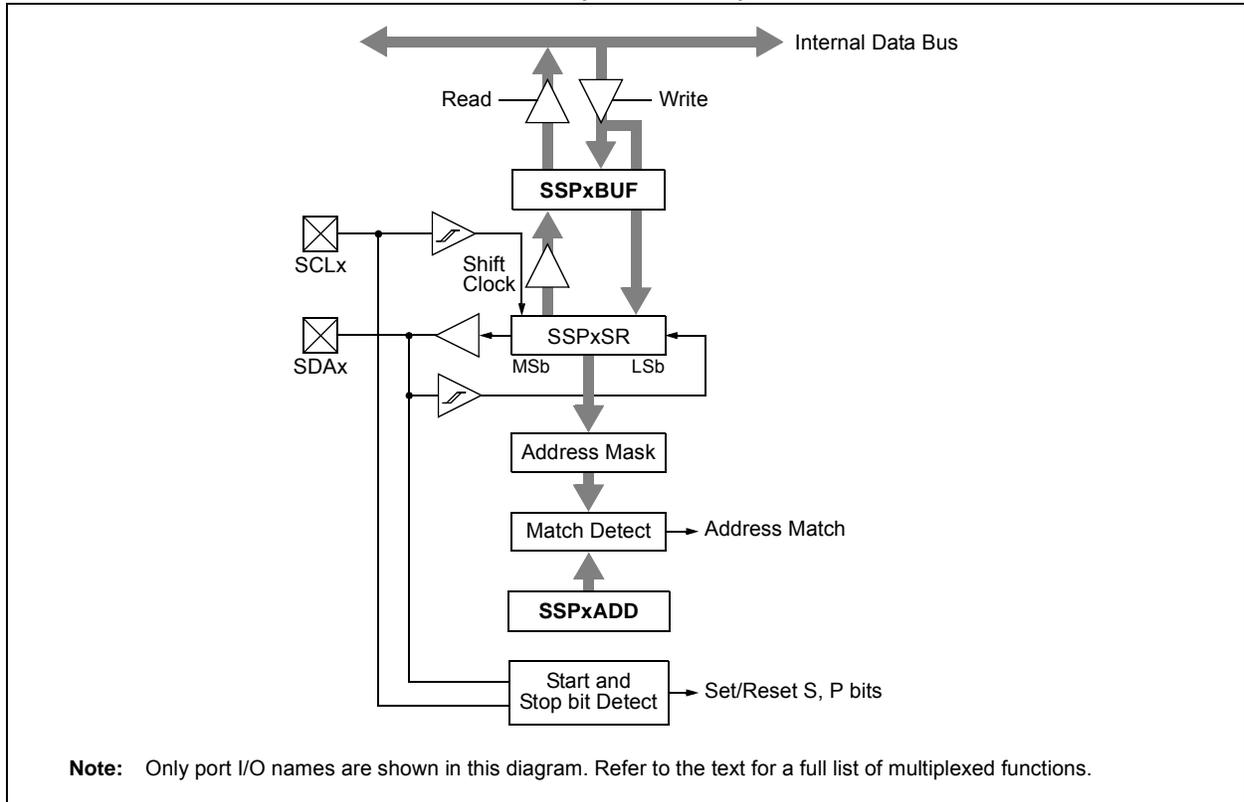 Internal Data Bus
Read
Write
SSPxBUF
SCLx
Shift
Clock
SSPxSR
SDAx
MSb
LSb
Address Mask
Match Detect
Address Match
SSPxADD
Start and
Stop bit Detect
Set/Reset S, P bits
Note: Only port I/O names are shown in this diagram. Refer to the text for a full list of multiplexed functions.